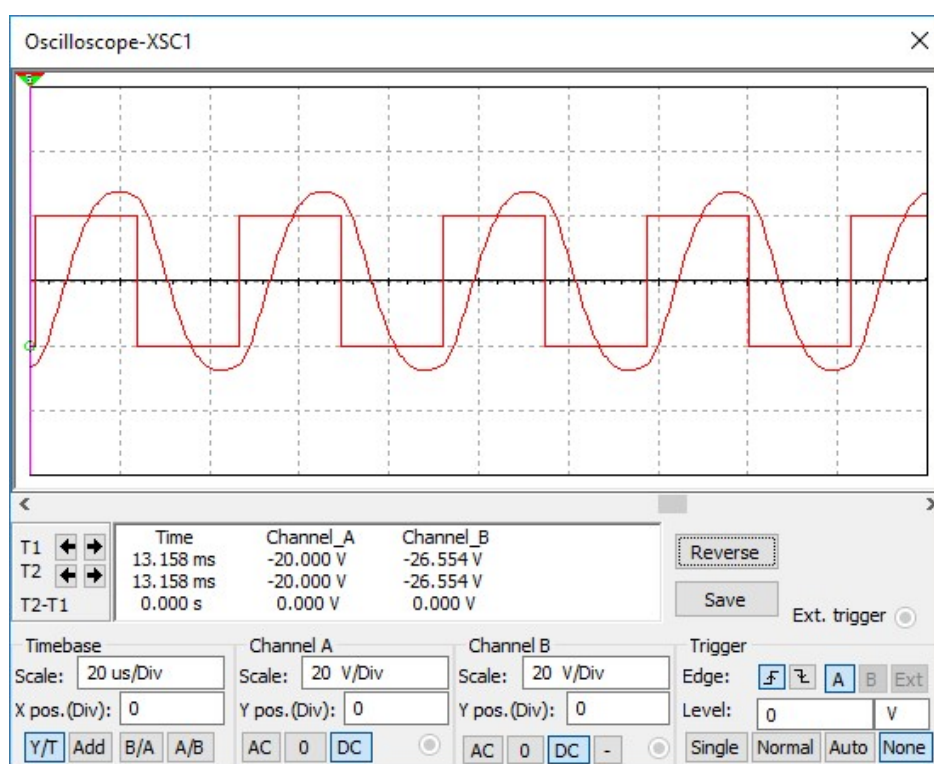 Oscilloscope-XSC1
T1
T2
T2-T1
Time Channel_A Channel_B
13.158 ms -20.000 V -26.554 V
13.158 ms -20.000 V -26.554 V
0.000 s 0.000 V 0.000 V
Reverse
Save
Ext. trigger
Timebase
Scale: 20 us/Div
X pos.(Div): 0
Y/T Add B/A A/B
Channel A
Scale: 20 V/Div
Y pos.(Div): 0
AC 0 DC
Channel B
Scale: 20 V/Div
Y pos.(Div): 0
AC 0 DC -
Trigger
Edge: A B Ext
Level: 0 V
Single Normal Auto None